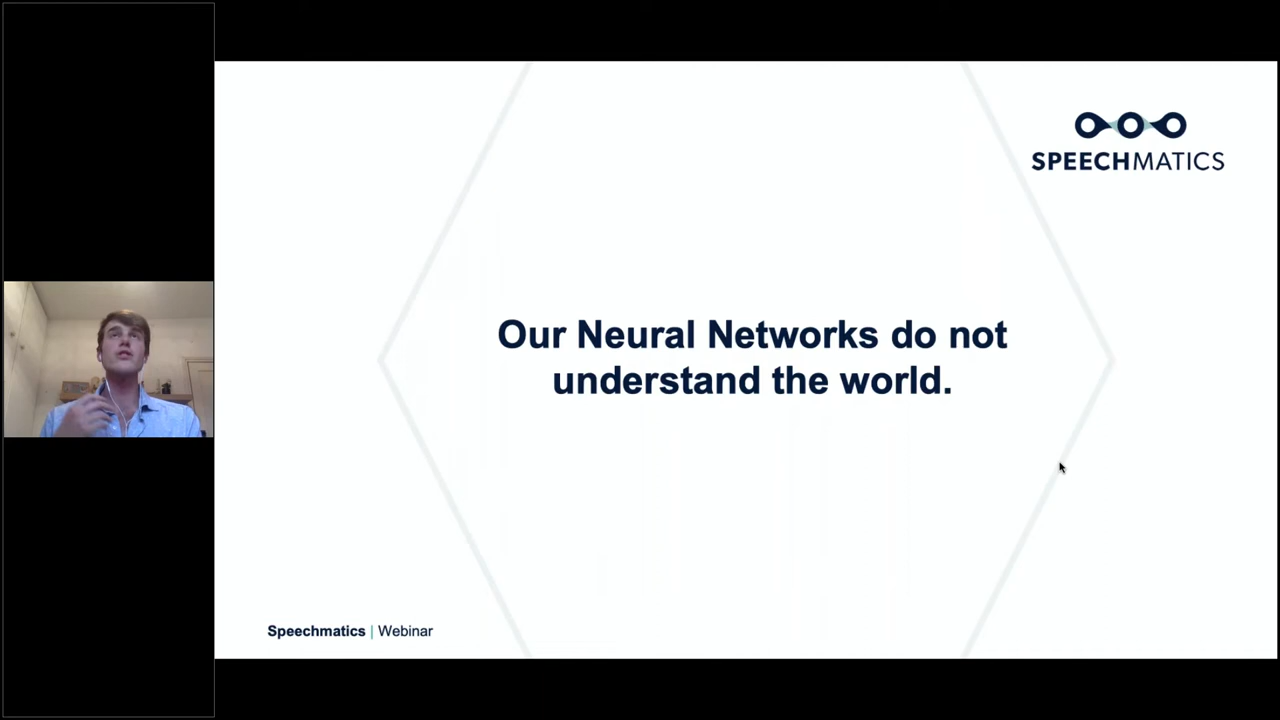 SPEECHMATICS
Our Neural Networks do not
understand the world.
Speechmatics | Webinar